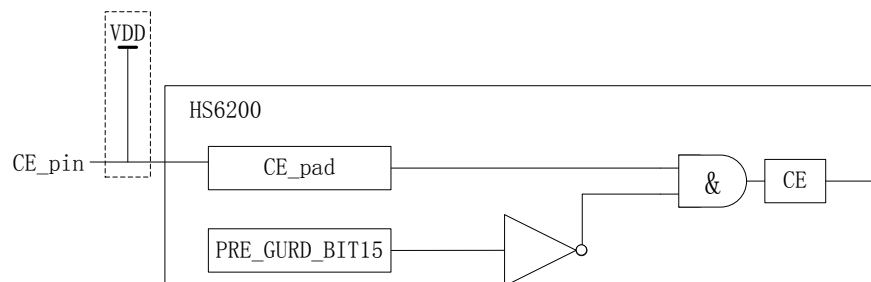 VDD
HS6200
CE_pin
CE_pad
&
CE
PRE_GURD_BIT15